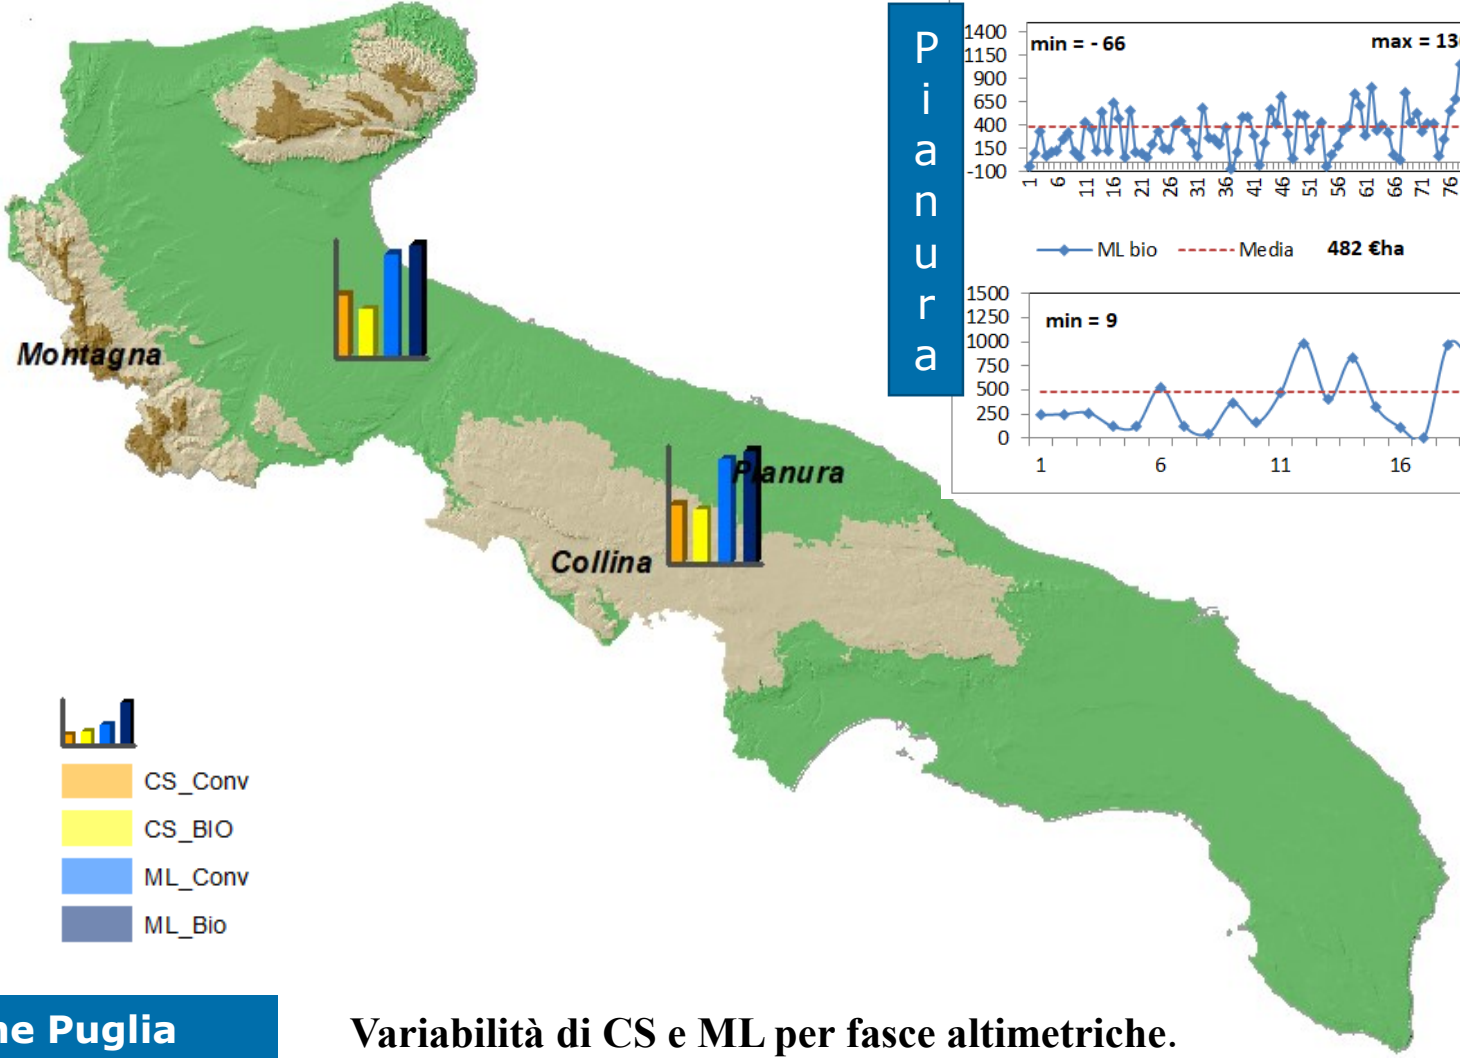 P
i
a
n
u
r
a
1400
1150
900
650
400
150
-100
min = - 66
max = 13
1 6 11 16 21 26 31 36 41 46 51 56 61 66 71 76
ML bio Media 482 €ha
1500
1250
1000
750
500
250
0
min = 9
1 6 11 16
Montagna
Pianura
Collina
CS_Conv
CS_BIO
ML_Conv
ML_Bio
ne Puglia
Variabilità di CS e ML per fasce altimetriche.